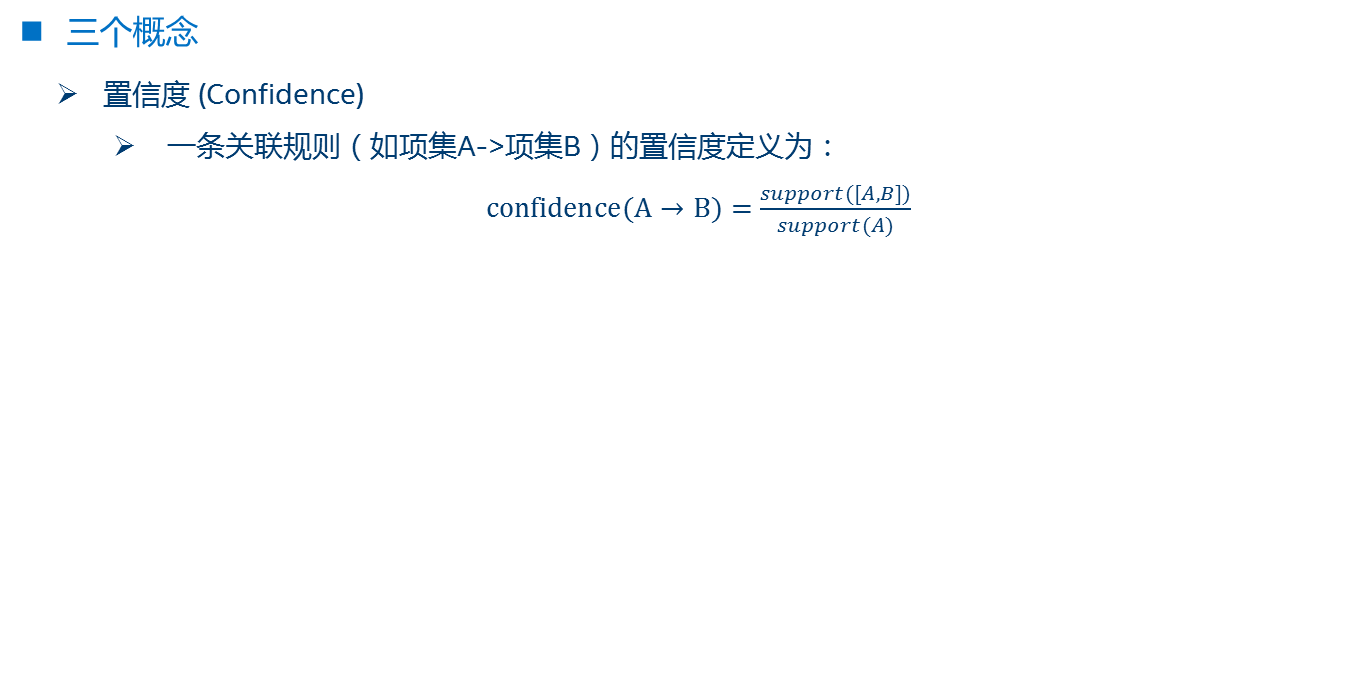 三个概念
置信度 (Confidence)
一条关联规则（如项集A->项集B）的置信度定义为：
confidence(A → B) = support([A,B]) / support(A)